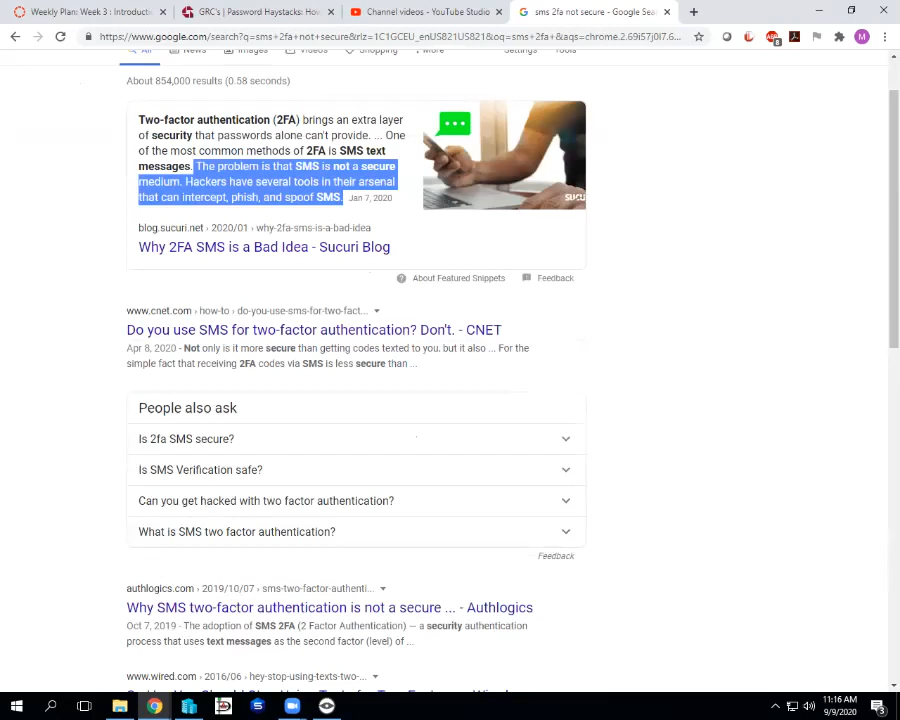 Weekly Plan: Week 3 : Introduct
GRC's | Password Haystacks: Hov
Channel videos - YouTube Studio
sms 2fa not secure - Google Sea
https://www.google.com/search?q=sms+2fa+not+secure&rlz=1C1GCEU_enUS821US821&oq=sms+2fa+&aqs=chrome.2.69i57j0l7.6...
8
M
All
News
Images
Videos
Shopping
More
Settings
Tools
About 854,000 results (0.58 seconds)
Two-factor authentication (2FA) brings an extra layer
of security that passwords alone can't provide. ... One
of the most common methods of 2FA is SMS text
messages. The problem is that SMS is not a secure
medium. Hackers have several tools in their arsenal
that can intercept, phish, and spoof SMS. Jan 7, 2020
blog.sucuri.net › 2020/01 › why-2fa-sms-is-a-bad-idea
Why 2FA SMS is a Bad Idea - Sucuri Blog
About Featured Snippets
Feedback
www.cnet.com › how-to › do-you-use-sms-for-two-fact...
Do you use SMS for two-factor authentication? Don't. - CNET
Apr 8, 2020 - Not only is it more secure than getting codes texted to you, but it also ... For the
simple fact that receiving 2FA codes via SMS is less secure than ...
People also ask
Is 2fa SMS secure?
Is SMS Verification safe?
Can you get hacked with two factor authentication?
What is SMS two factor authentication?
Feedback
authlogics.com › 2019/10/07 › sms-two-factor-authenti...
Why SMS two-factor authentication is not a secure ... - Authlogics
Oct 7, 2019 - The adoption of SMS 2FA (2 Factor Authentication) — a security authentication
process that uses text messages as the second factor (level) of ...
www.wired.com › 2016/06 › hey-stop-using-texts-two-...
11:16 AM
9/9/2020
3